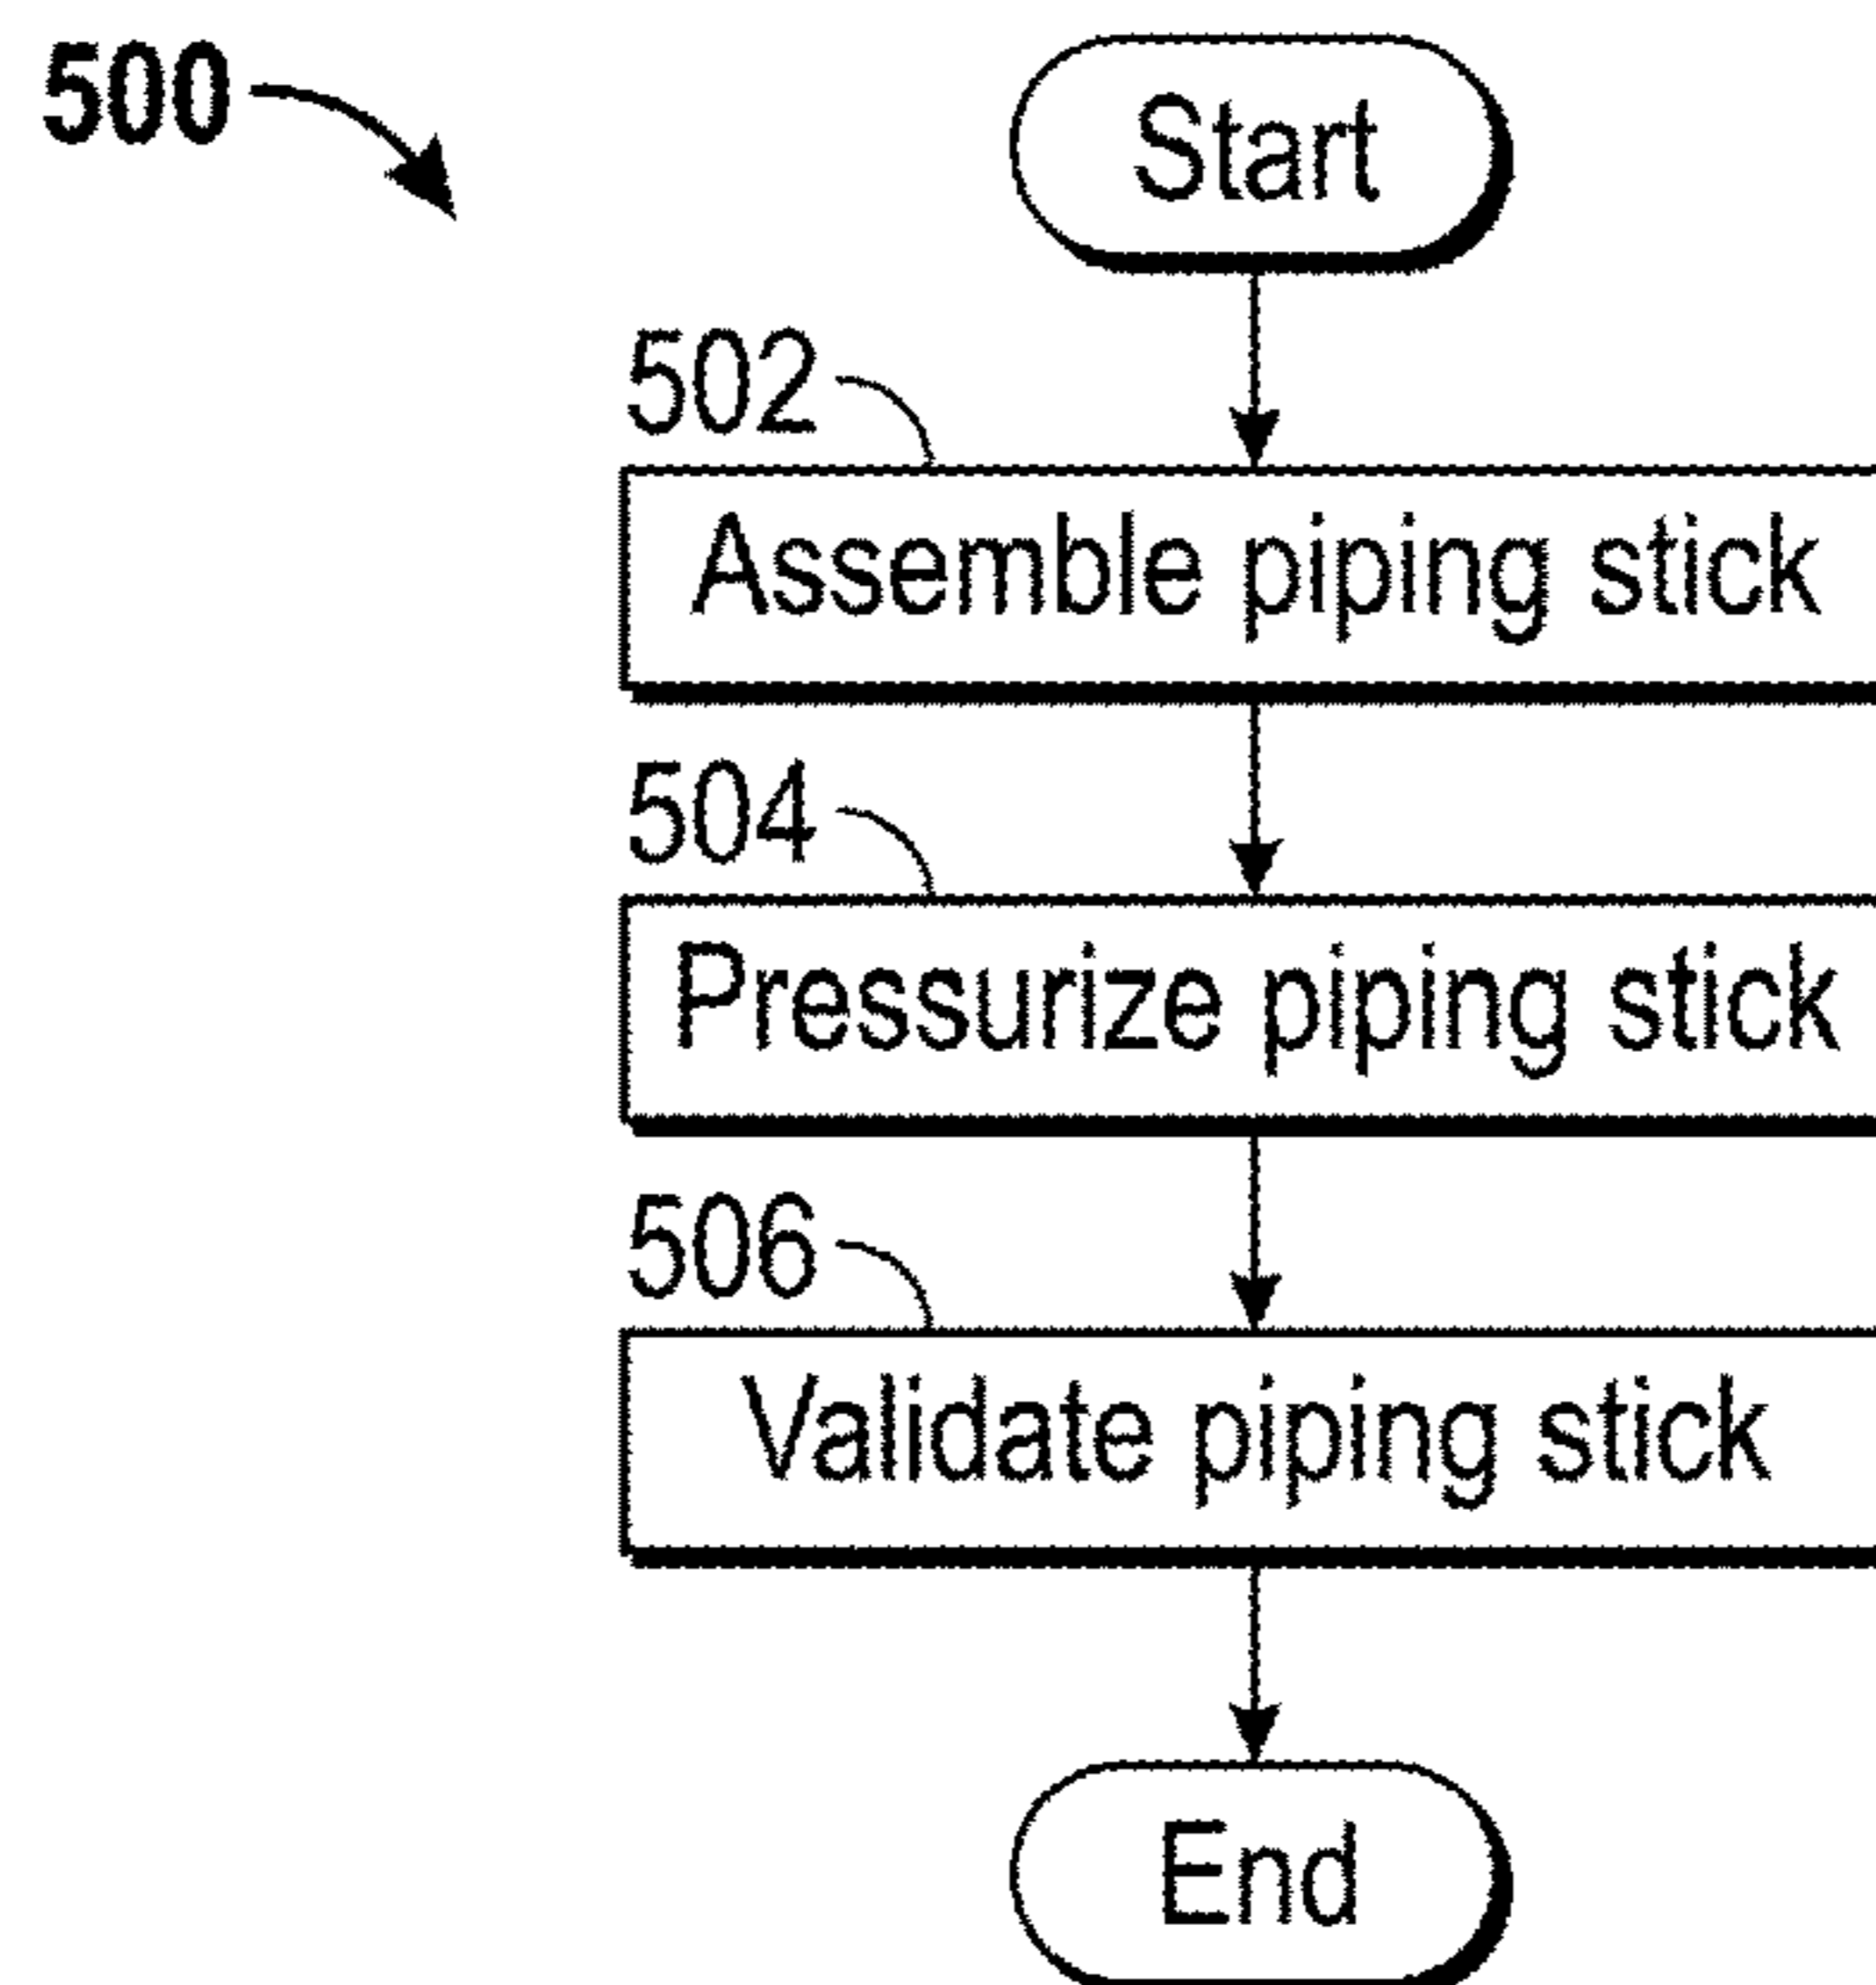 500
Start
502
Assemble piping stick
504
Pressurize piping stick
506
Validate piping stick
End